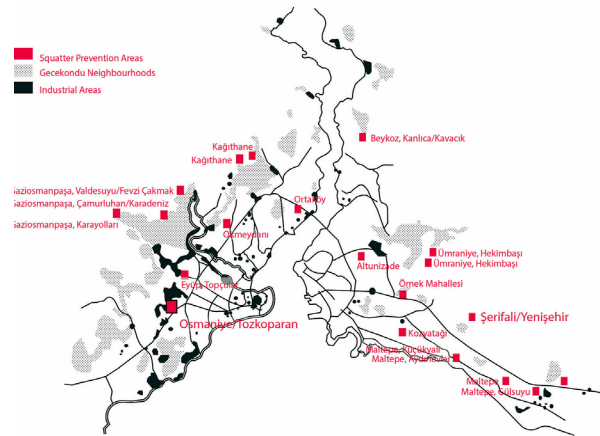 Squatter Prevention Areas
Gecekondu Neighbourhoods
Industrial Areas
Beykoz, Kanlıca/Kavacık
Kağıthane
Kağıthane
Gaziosmanpaşa, Valdesuyu/Fevzi Çakmak
Gaziosmanpaşa, Çamurluhan/Karadeniz
Gaziosmanpaşa, Karayolları
Ortaköy
Okmeydanı
Ümraniye, Hekimbaşı
Ümraniye, Hekimbaşı
Altunizade
Eyüp, Topçular
Örnek Mahallesi
Osmaniye/Tozkoparan
Şerifali/Yenişehir
Kozyatağı
Maltepe, Küçükyalı
Maltepe, Aydınevler
Maltepe
Maltepe, Gülsuyu